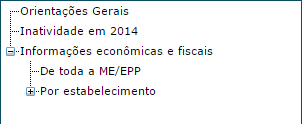 Orientações Gerais
Inatividade em 2014
Informações econômicas e fiscais
De toda a ME/EPP
Por estabelecimento